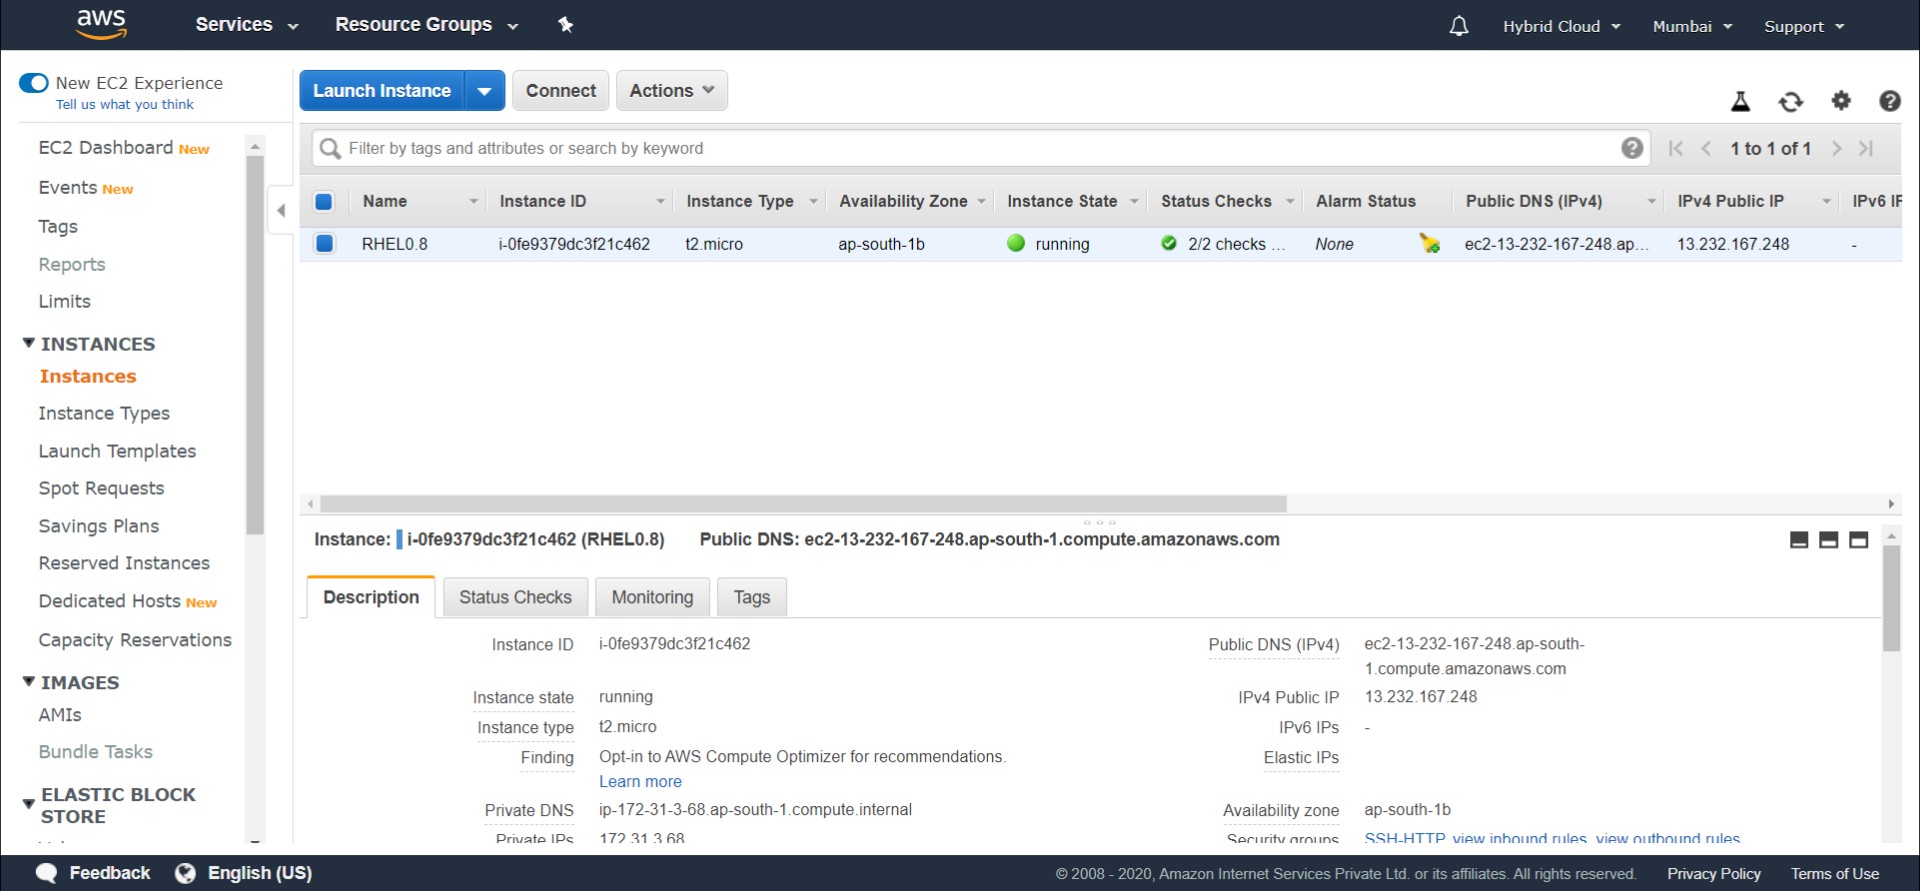 aws Services Resource Groups Hybrid Cloud Mumbai Support
New EC2 Experience
Tell us what you think
EC2 Dashboard New
Events New
Tags
Reports
Limits
INSTANCES
Instances
Instance Types
Launch Templates
Spot Requests
Savings Plans
Reserved Instances
Dedicated Hosts New
Capacity Reservations
IMAGES
AMIs
Bundle Tasks
ELASTIC BLOCK
STORE
Launch Instance Connect Actions
Filter by tags and attributes or search by keyword 1 to 1 of 1
Name Instance ID Instance Type Availability Zone Instance State Status Checks Alarm Status Public DNS (IPv4) IPv4 Public IP IPv6 IP
RHEL0.8 i-0fe9379dc3f21c462 t2.micro ap-south-1b running 2/2 checks ... None ec2-13-232-167-248.ap... 13.232.167.248 -
Instance: i-0fe9379dc3f21c462 (RHEL0.8) Public DNS: ec2-13-232-167-248.ap-south-1.compute.amazonaws.com
Description Status Checks Monitoring Tags
Instance ID i-0fe9379dc3f21c462
Instance state running
Instance type t2.micro
Finding Opt-in to AWS Compute Optimizer for recommendations.
Learn more
Private DNS ip-172-31-3-68.ap-south-1.compute.internal
Private IPs 172.31.3.68
Public DNS (IPv4) ec2-13-232-167-248.ap-south-
1.compute.amazonaws.com
IPv4 Public IP 13.232.167.248
IPv6 IPs -
Elastic IPs
Availability zone ap-south-1b
Security groups SSH-HTTP. view inbound rules. view outbound rules
Feedback English (US) © 2008 - 2020, Amazon Internet Services Private Ltd. or its affiliates. All rights reserved. Privacy Policy Terms of Use